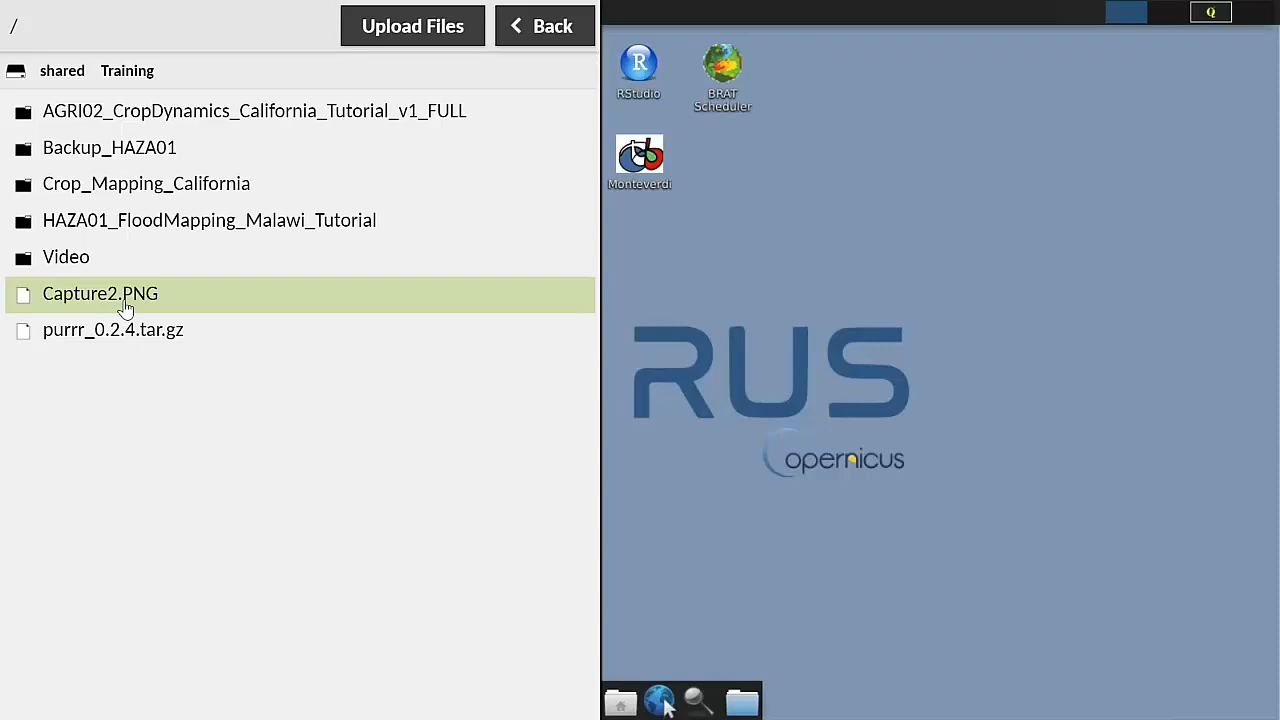 /
Upload Files
Back
shared Training
AGRI02_CropDynamics_California_Tutorial_v1_FULL
Backup_HAZA01
Crop_Mapping_California
HAZA01_FloodMapping_Malawi_Tutorial
Video
Capture2.PNG
purrr_0.2.4.tar.gz
Q
R
RStudio
BRAT
Scheduler
Monteverdi
RUS
Copernicus